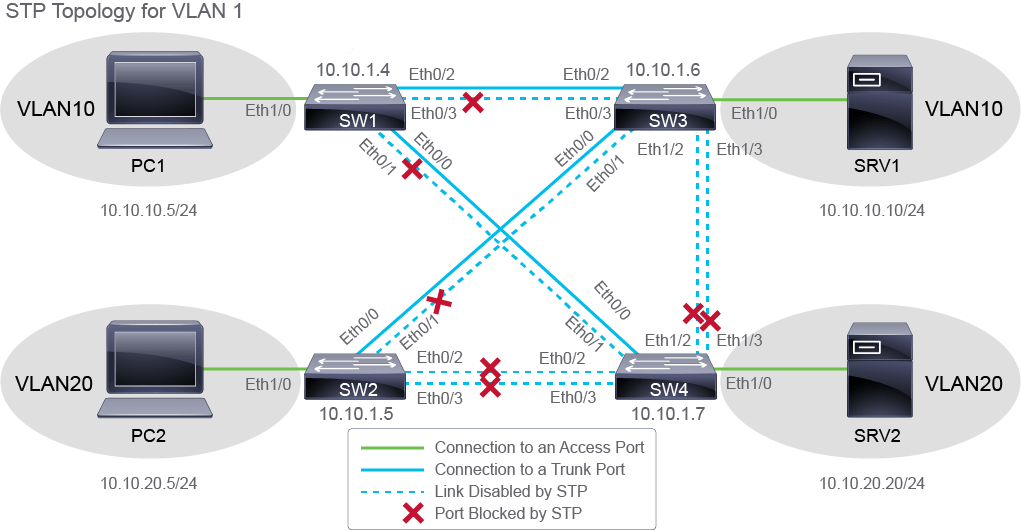 STP Topology for VLAN 1
VLAN10
PC1
10.10.10.5/24
Eth1/0
10.10.1.4
SW1
Eth0/2
Eth0/3
Eth0/1
Eth0/0
Eth0/2
Eth0/3
10.10.1.6
SW3
Eth0/0
Eth0/1
Eth1/2
Eth1/3
Eth1/0
SRV1
VLAN10
10.10.10.10/24
VLAN20
PC2
10.10.20.5/24
Eth1/0
Eth0/0
Eth0/1
SW2
10.10.1.5
Eth0/2
Eth0/3
Eth0/0
Eth0/1
Eth0/2
Eth0/3
Eth1/2
Eth1/3
SW4
10.10.1.7
Eth1/0
SRV2
VLAN20
10.10.20.20/24
Connection to an Access Port
Connection to a Trunk Port
Link Disabled by STP
Port Blocked by STP